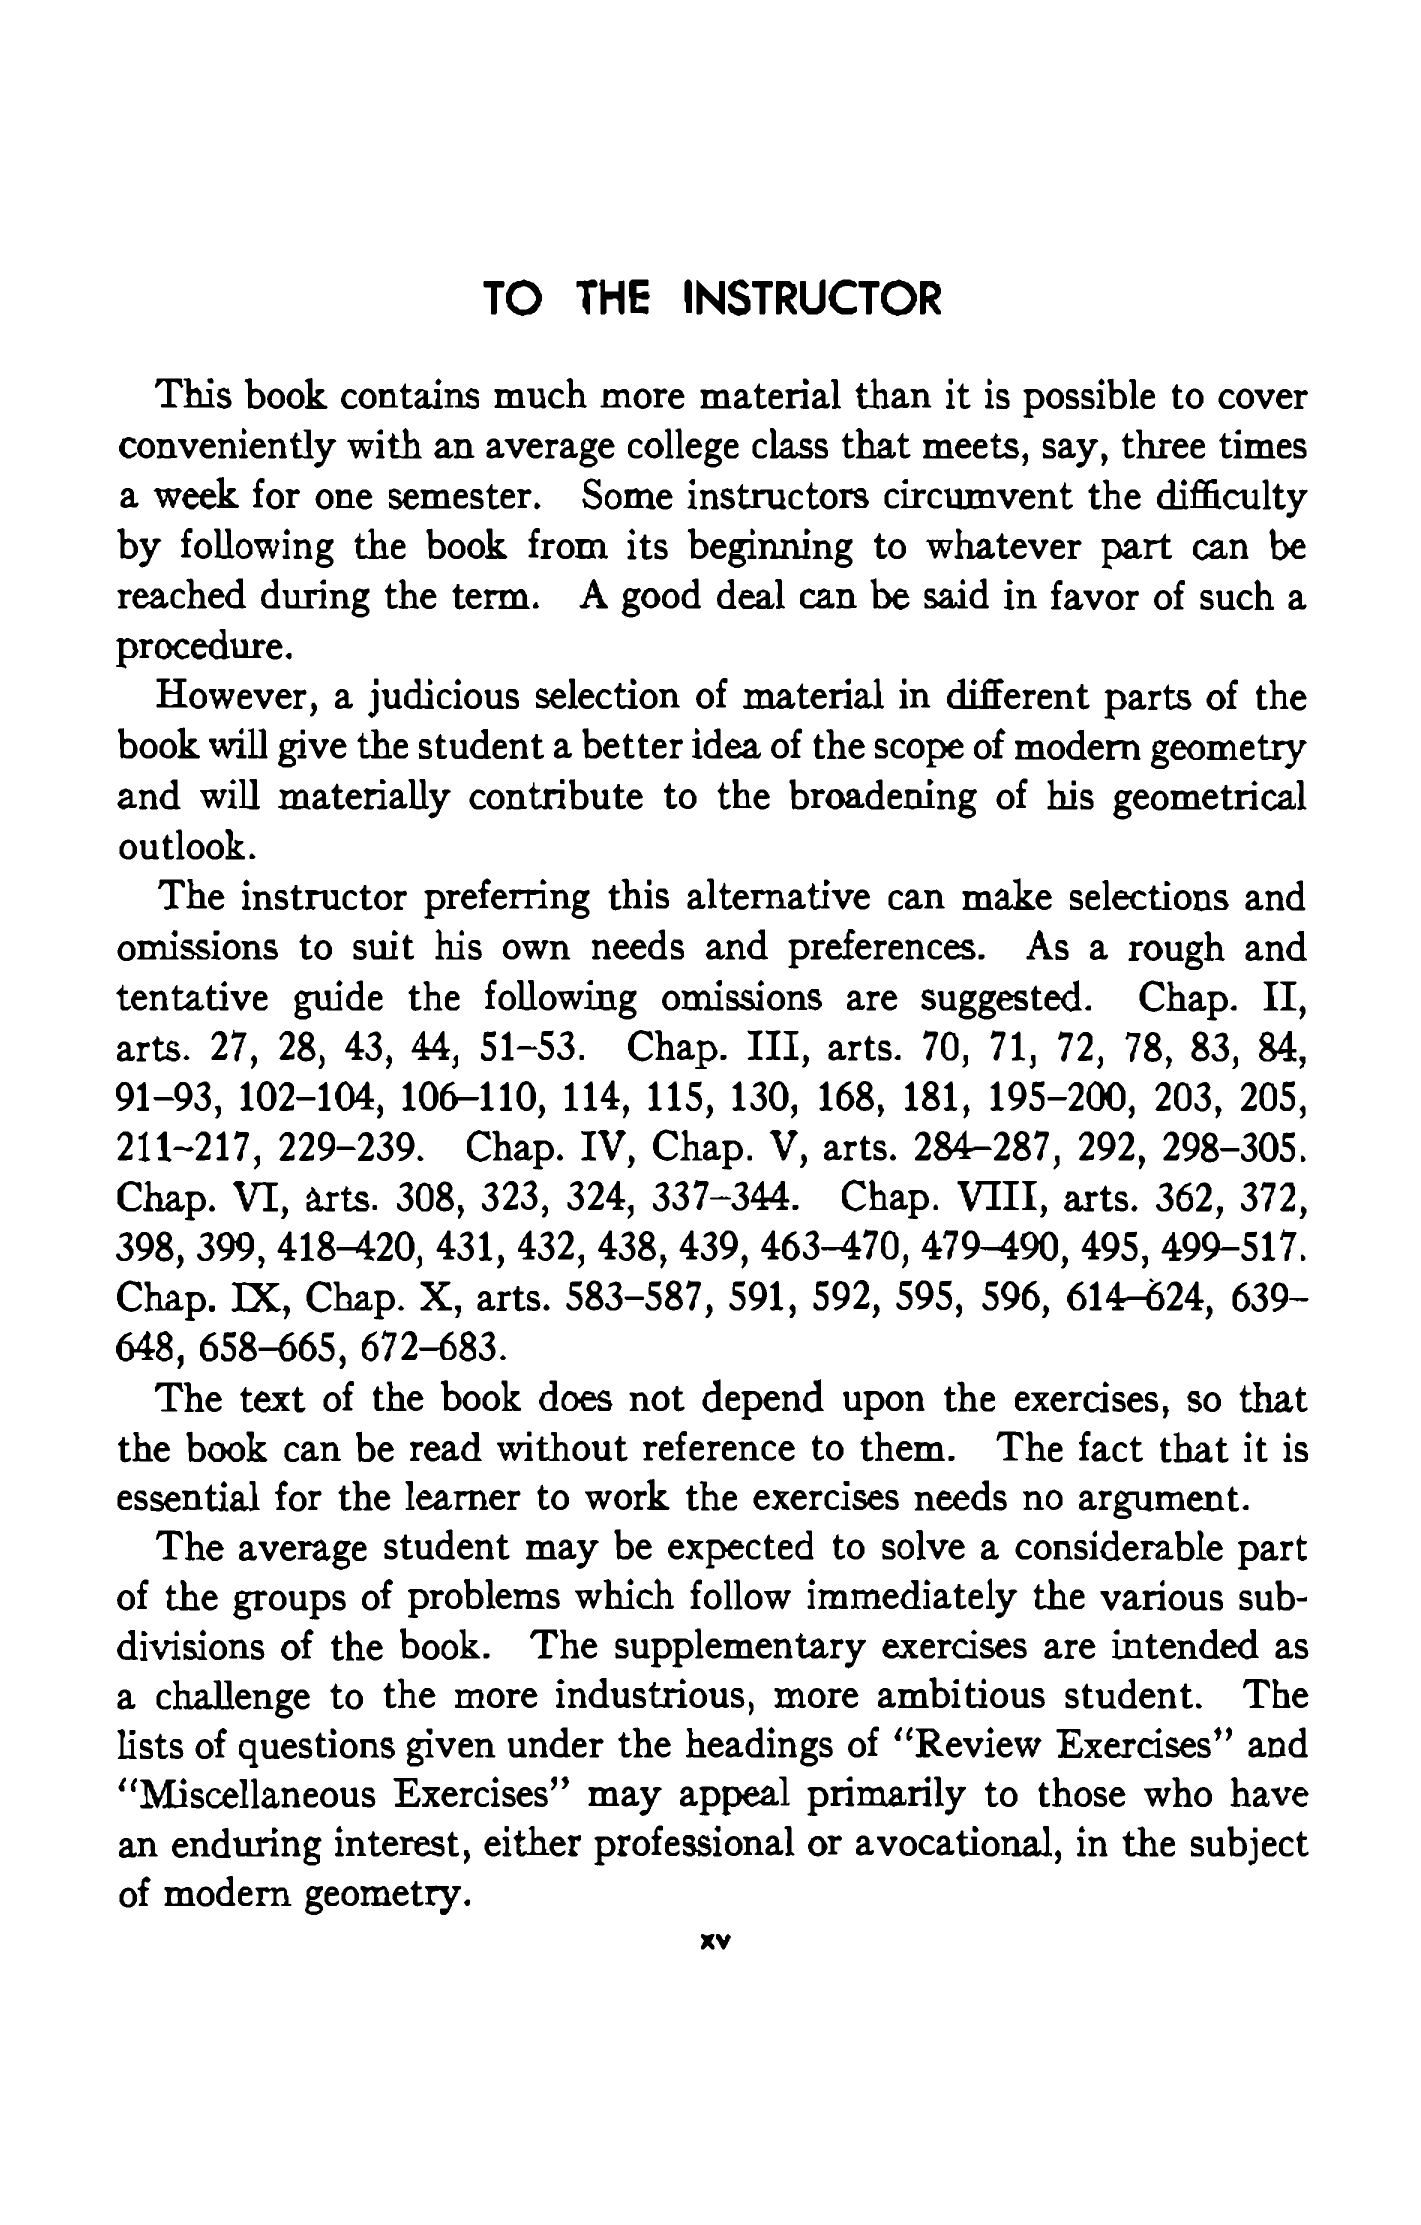 TO THE INSTRUCTOR
This book contains much more material than it is possible to cover
conveniently with an average college class that meets, say, three times
a week for one semester. Some instructors circumvent the difficulty
by following the book from its beginning to whatever part can be
reached during the term. A good deal can be said in favor of such a
procedure.
However, a judicious selection of material in different parts of the
book will give the student a better idea of the scope of modern geometry
and will materially contribute to the broadening of his geometrical
outlook.
The instructor preferring this alternative can make selections and
omissions to suit his own needs and preferences. As a rough and
tentative guide the following omissions are suggested. Chap. II,
arts. 27, 28, 43, 44, 51–53. Chap. III, arts. 70, 71, 72, 78, 83, 84,
91–93, 102–104, 106–110, 114, 115, 130, 168, 181, 195–200, 203, 205,
211–217, 229–239. Chap. IV, Chap. V, arts. 284–287, 292, 298–305.
Chap. VI, arts. 308, 323, 324, 337–344. Chap. VIII, arts. 362, 372,
398, 399, 418–420, 431, 432, 438, 439, 463–470, 479–490, 495, 499–517.
Chap. IX, Chap. X, arts. 583–587, 591, 592, 595, 596, 614–624, 639–
648, 658–665, 672–683.
The text of the book does not depend upon the exercises, so that
the book can be read without reference to them. The fact that it is
essential for the learner to work the exercises needs no argument.
The average student may be expected to solve a considerable part
of the groups of problems which follow immediately the various sub-
divisions of the book. The supplementary exercises are intended as
a challenge to the more industrious, more ambitious student. The
lists of questions given under the headings of "Review Exercises" and
"Miscellaneous Exercises" may appeal primarily to those who have
an enduring interest, either professional or avocational, in the subject
of modern geometry.
xv